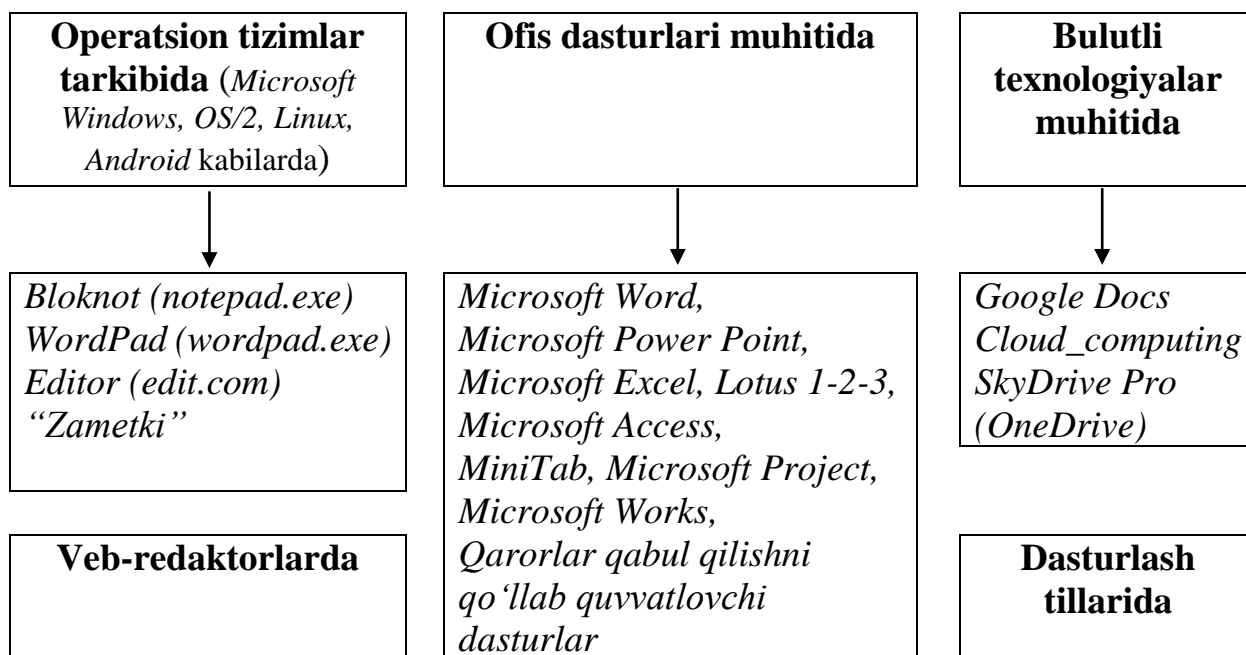 Operatsion tizimlar
tarkibida (Microsoft
Windows, OS/2, Linux,
Android kabilarda)
Ofis dasturlari muhitida
Bulutli
texnologiyalar
muhitida
Bloknot (notepad.exe)
WordPad (wordpad.exe)
Editor (edit.com)
“Zametki”
Microsoft Word,
Microsoft Power Point,
Microsoft Excel, Lotus 1-2-3,
Microsoft Access,
MiniTab, Microsoft Project,
Microsoft Works,
Qarorlar qabul qilishni
qo‘llab quvvatlovchi
dasturlar
Google Docs
Cloud_computing
SkyDrive Pro
(OneDrive)
Veb-redaktorlarda
Dasturlash
tillarida